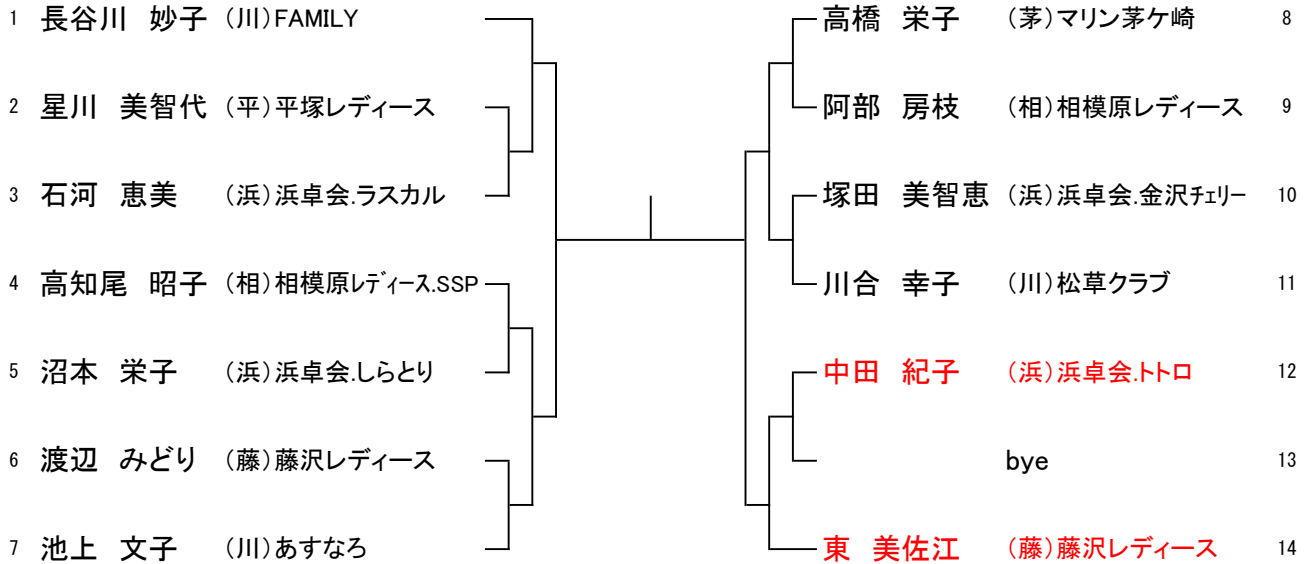 1 長谷川 妙子 (川)FAMILY
2 星川 美智代 (平)平塚レディース
3 石河 恵美 (浜)浜卓会.ラスカル
4 高知尾 昭子 (相)相模原ﾚﾃﾞｨｰｽ.SSP
5 沼本 栄子 (浜)浜卓会.しらとり
6 渡辺 みどり (藤)藤沢レディース
7 池上 文子 (川)あすなろ
高橋 栄子 (茅)マリン茅ケ崎 8
阿部 房枝 (相)相模原レディース 9
塚田 美智恵 (浜)浜卓会.金沢ﾁｪﾘｰ 10
川合 幸子 (川)松草クラブ 11
中田 紀子 (浜)浜卓会.トトロ 12
bye 13
東 美佐江 (藤)藤沢レディース 14